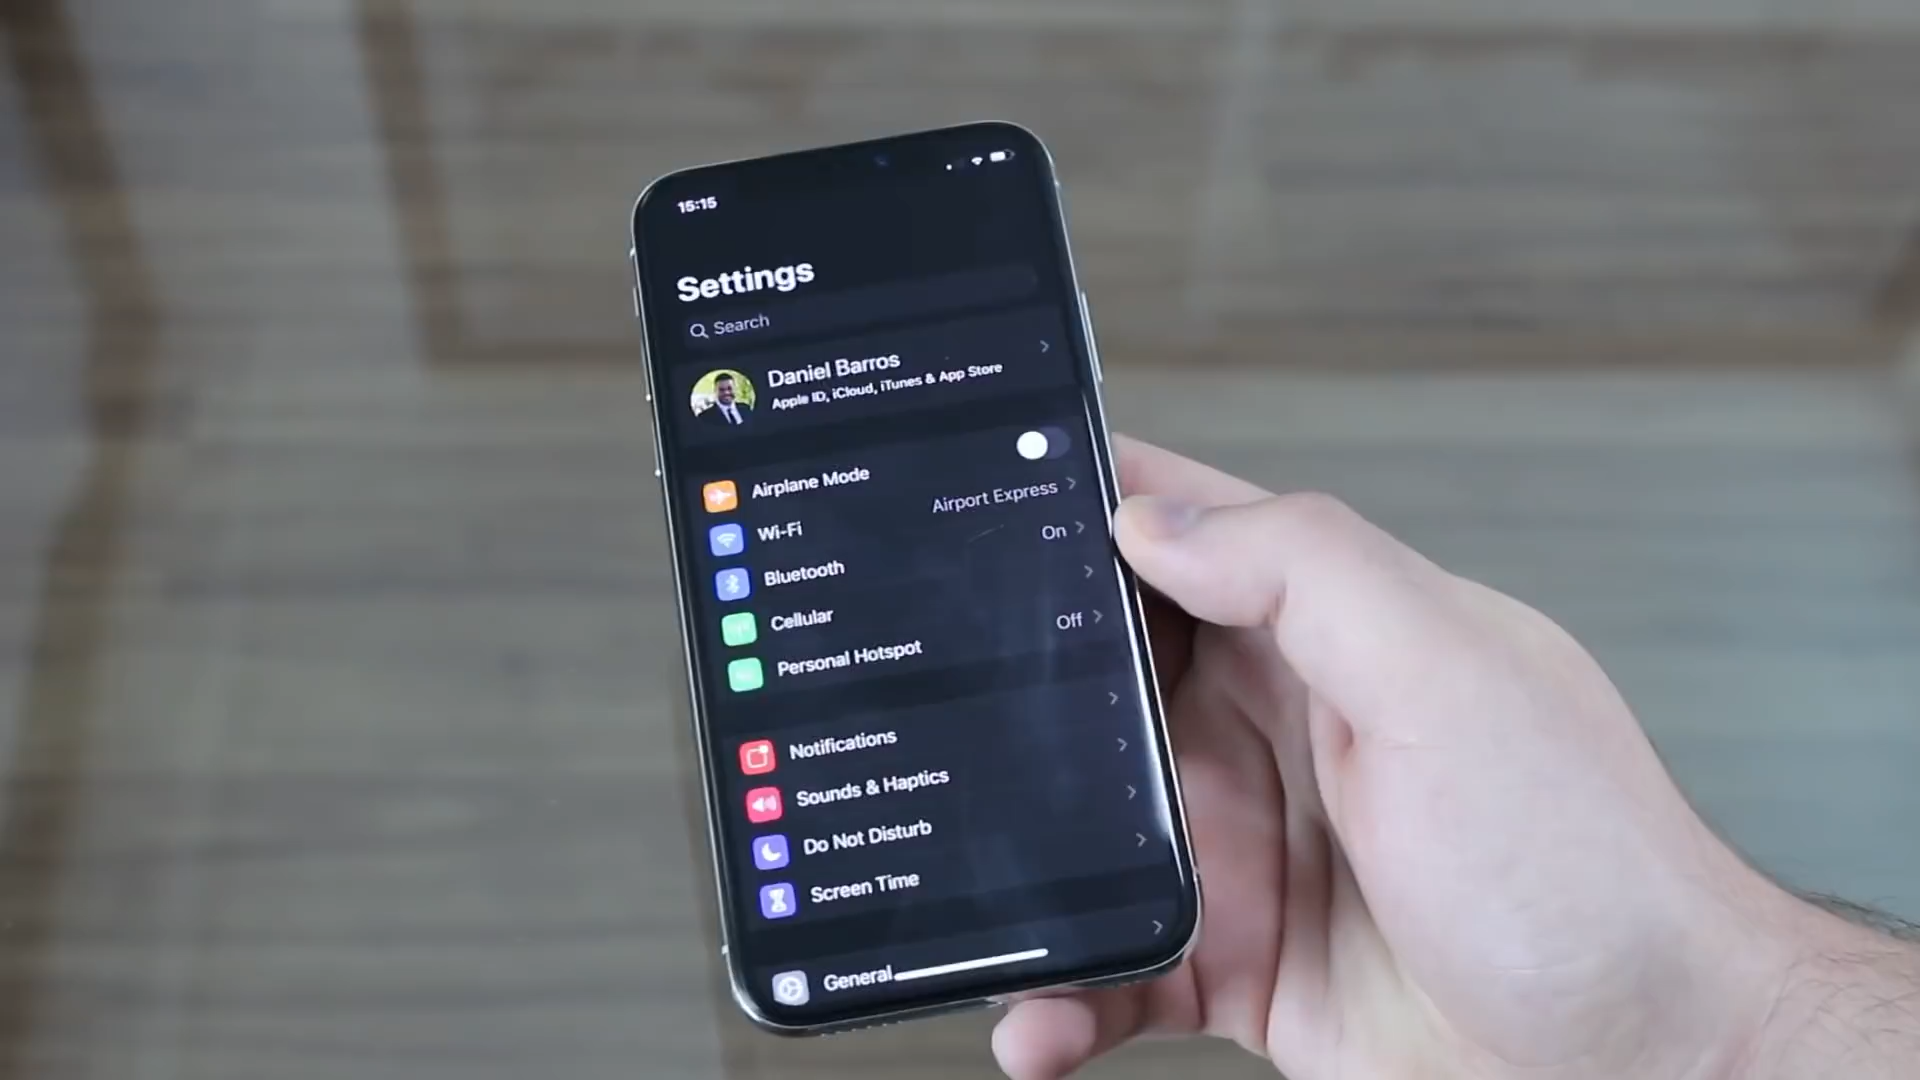 15:15
Settings
Search
Daniel Barros
Apple ID, iCloud, iTunes & App Store
Airplane Mode
Wi-Fi Airport Express
Bluetooth On
Cellular
Personal Hotspot Off
Notifications
Sounds & Haptics
Do Not Disturb
Screen Time
General